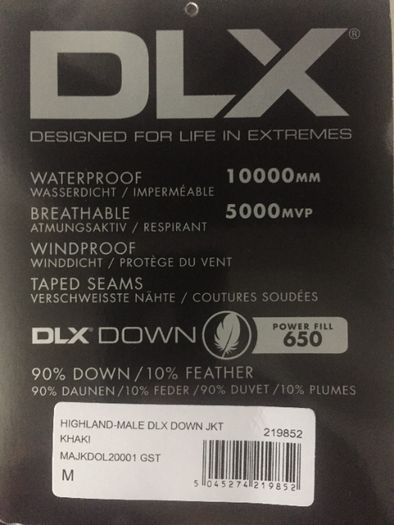 DLX®
DESIGNED FOR LIFE IN EXTREMES
WATERPROOF 10000MM
WASSERDICHT / IMPERMÉABLE
BREATHABLE 5000MVP
ATMUNGSAKTIV / RESPIRANT
WINDPROOF
WINDDICHT / PROTÈGE DU VENT
TAPED SEAMS
VERSCHWEISSTE NÄHTE / COUTURES SOUDÉES
DLX® DOWN POWER FILL
650
90% DOWN / 10% FEATHER
90% DAUNEN / 10% FEDER / 90% DUVET / 10% PLUMES
HIGHLAND-MALE DLX DOWN JKT 219852
KHAKI
MAJKDOL20001 GST
M
5 045274 219852